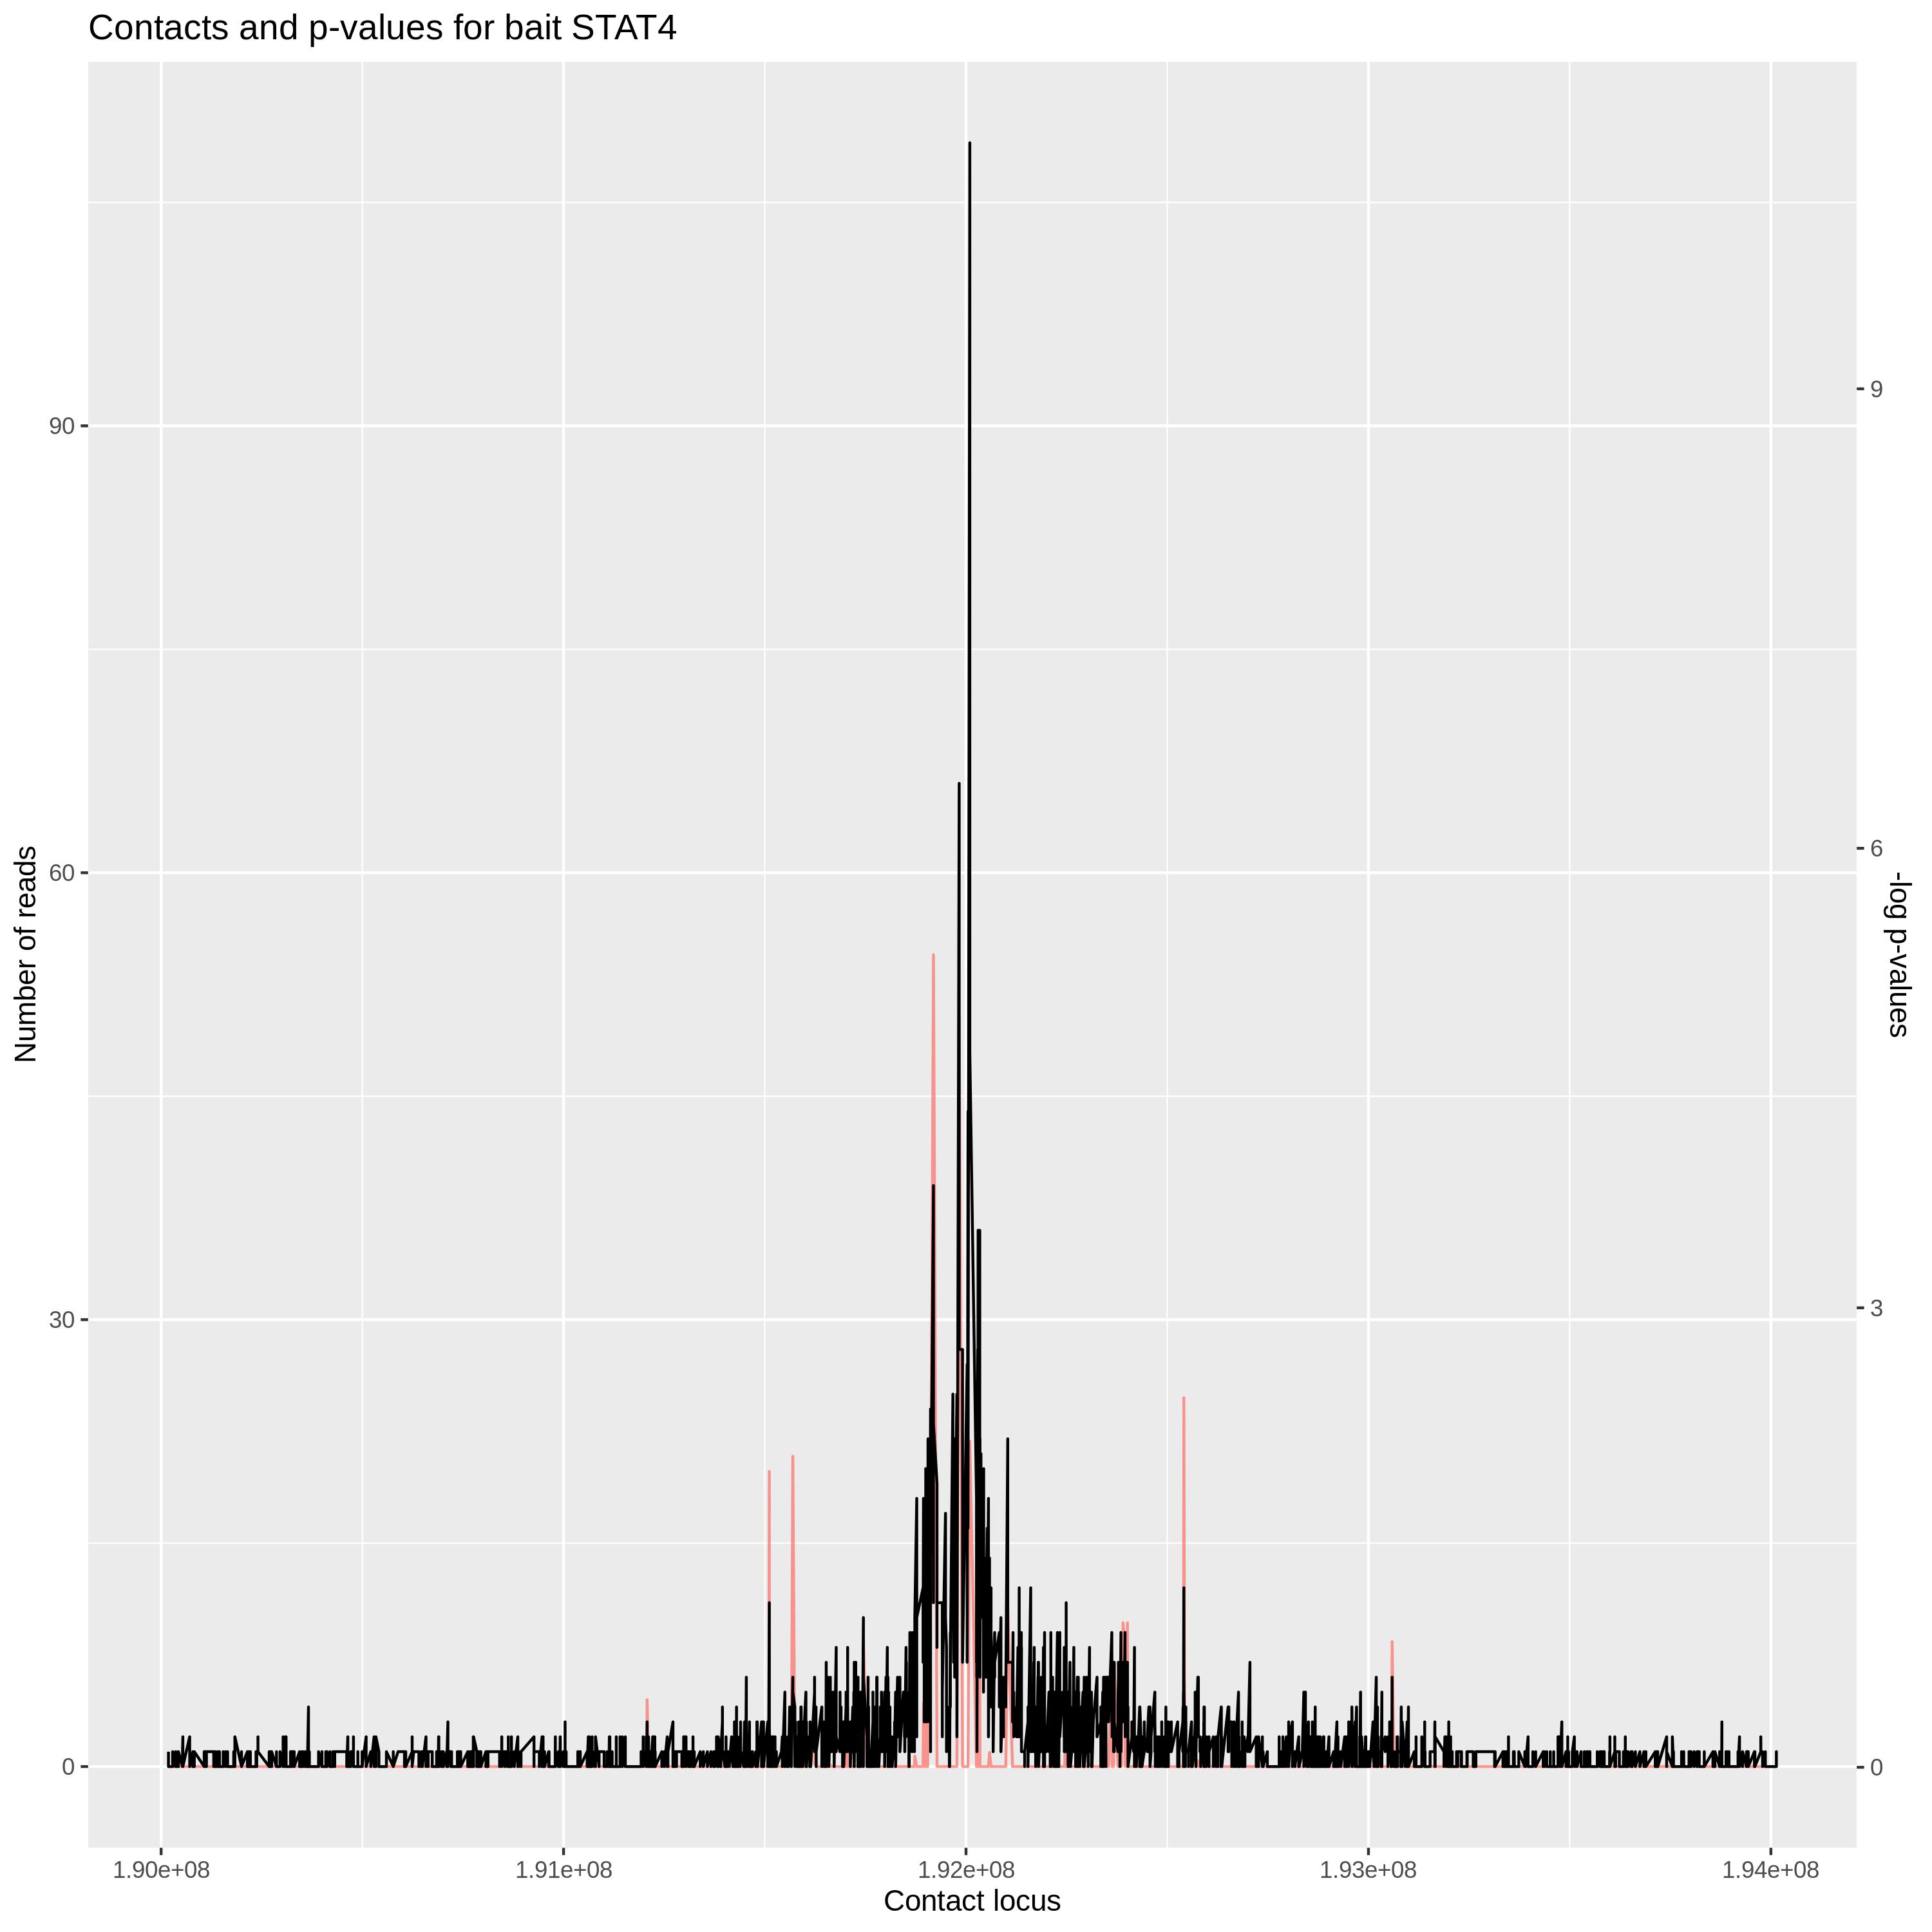 Contacts and p-values for bait STAT4
Number of reads
90
60
30
0
9
6
3
0
-log p-values
1.90e+08
1.91e+08
1.92e+08
1.93e+08
1.94e+08
Contact locus